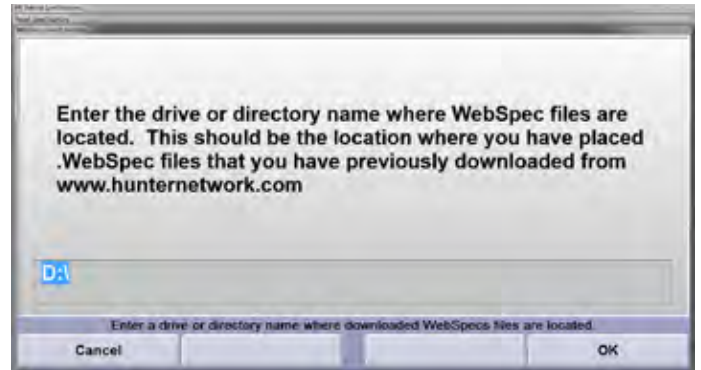 Enter the drive or directory name where WebSpec files are
located. This should be the location where you have placed
.WebSpec files that you have previously downloaded from
www.hunternetwork.com
D:\
Enter a drive or directory name where downloaded WebSpecs files are located.
Cancel
OK